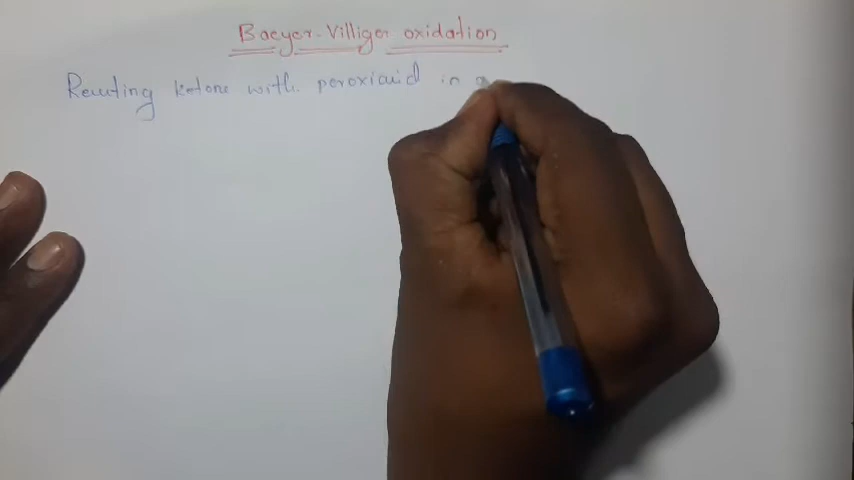 Baeyer-Villiger oxidation
Reacting ketone with peroxiacid in